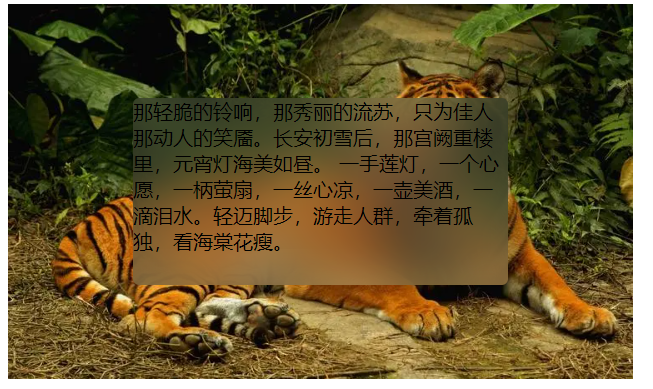 那轻脆的铃响，那秀丽的流苏，只为佳人
那动人的笑靥。长安初雪后，那宫阙重楼
里，元宵灯海美如昼。 一手莲灯，一个心
愿，一柄萤扇，一丝心凉，一壶美酒，一
滴泪水。轻迈脚步，游走人群，牵着孤
独，看海棠花瘦。